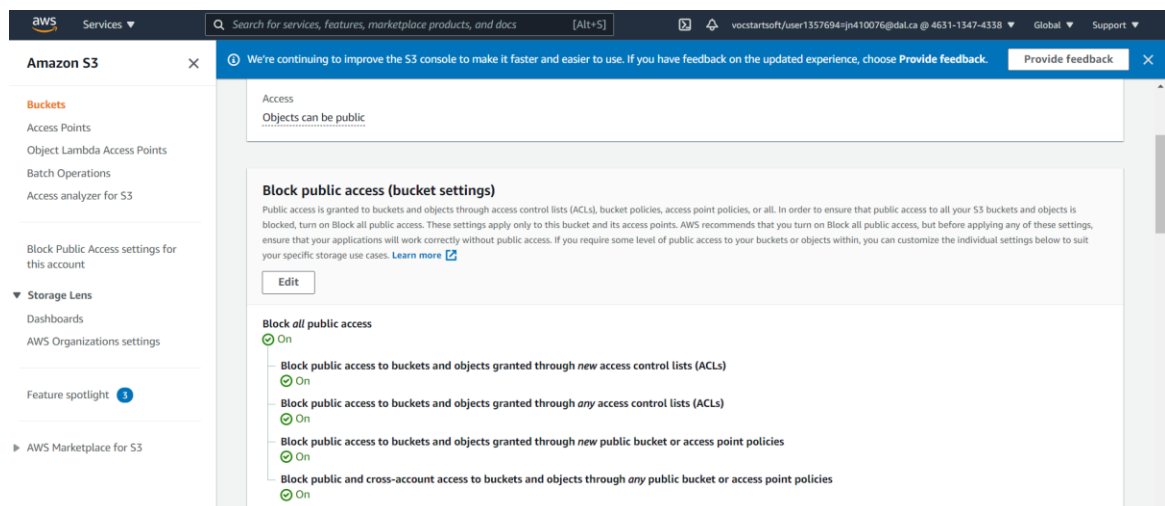 aws Services ▼ Search for services, features, marketplace products, and docs [Alt+S] vocstartsoft/user1357694=jn410076@dal.ca @ 4631-1347-4338 ▼ Global ▼ Support ▼
Amazon S3
Buckets
Access Points
Object Lambda Access Points
Batch Operations
Access analyzer for S3
Block Public Access settings for
this account
Storage Lens
Dashboards
AWS Organizations settings
Feature spotlight 3
AWS Marketplace for S3
We're continuing to improve the S3 console to make it faster and easier to use. If you have feedback on the updated experience, choose Provide feedback. Provide feedback
Access
Objects can be public
Block public access (bucket settings)
Public access is granted to buckets and objects through access control lists (ACLs), bucket policies, access point policies, or all. In order to ensure that public access to all your S3 buckets and objects is
blocked, turn on Block all public access. These settings apply only to this bucket and its access points. AWS recommends that you turn on Block all public access, but before applying any of these settings,
ensure that your applications will work correctly without public access. If you require some level of public access to your buckets or objects within, you can customize the individual settings below to suit
your specific storage use cases. Learn more
Edit
Block all public access
On
Block public access to buckets and objects granted through new access control lists (ACLs)
On
Block public access to buckets and objects granted through any access control lists (ACLs)
On
Block public access to buckets and objects granted through new public bucket or access point policies
On
Block public and cross-account access to buckets and objects through any public bucket or access point policies
On